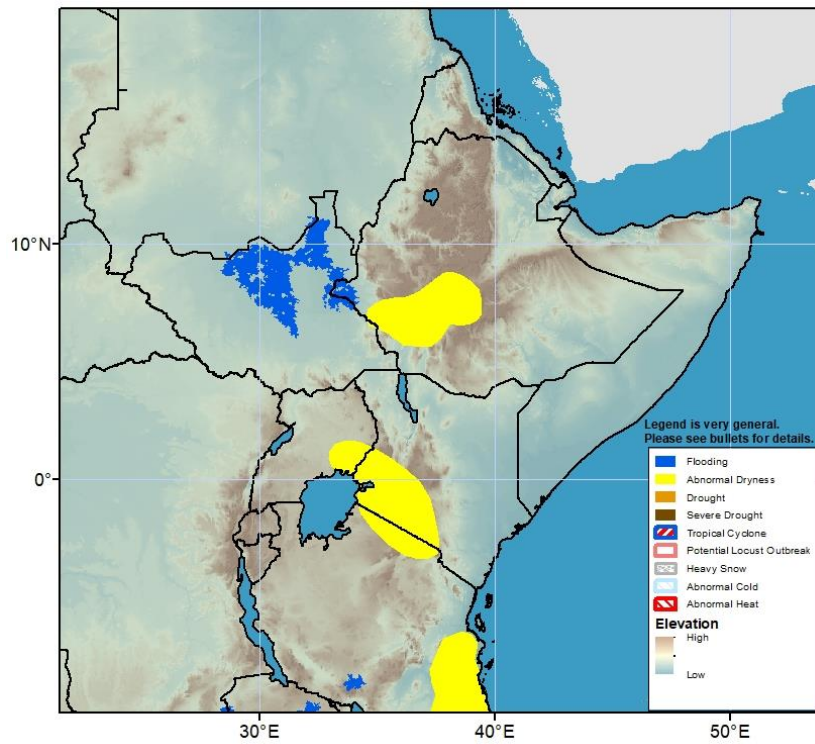 10°N
0°
Legend is very general.
Please see bullets for details.
Flooding
Abnormal Dryness
Drought
Severe Drought
Tropical Cyclone
Potential Locust Outbreak
Heavy Snow
Abnormal Cold
Abnormal Heat
Elevation
High
Low
30°E 40°E 50°E